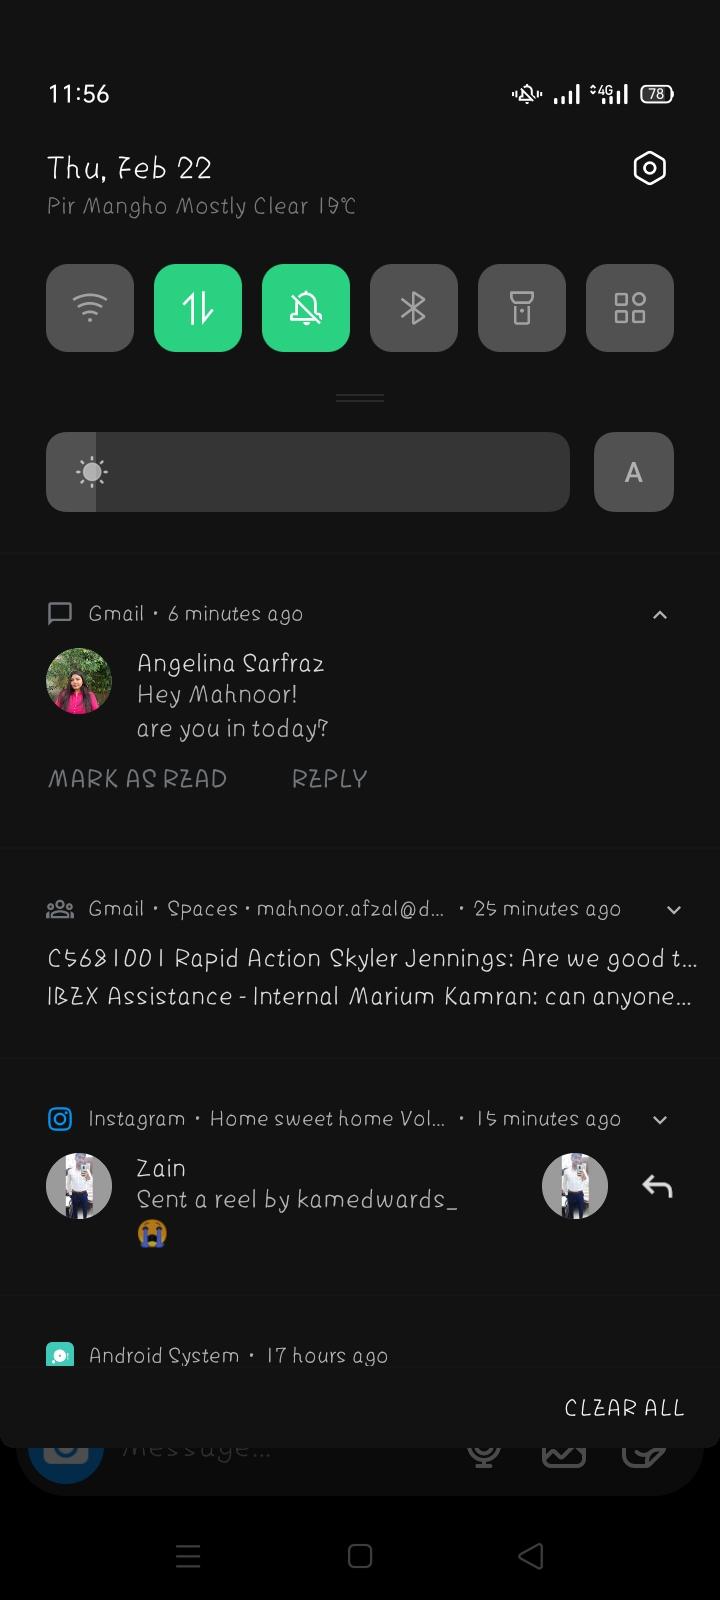 11:56
4G
78
Thu, Feb 22
Pir Mangho Mostly Clear 19°C
A
Gmail • 6 minutes ago
Angelina Sarfraz
Hey Mahnoor!
are you in today?
MARK AS READ REPLY
Gmail • Spaces • mahnoor.afzal@d... • 25 minutes ago
C5681001 Rapid Action Skyler Jennings: Are we good t...
IBEX Assistance - Internal Marium Kamran: can anyone...
Instagram • Home sweet home Vol... • 15 minutes ago
Zain
Sent a reel by kamedwards_
😭
Android System • 17 hours ago
CLEAR ALL
Message...